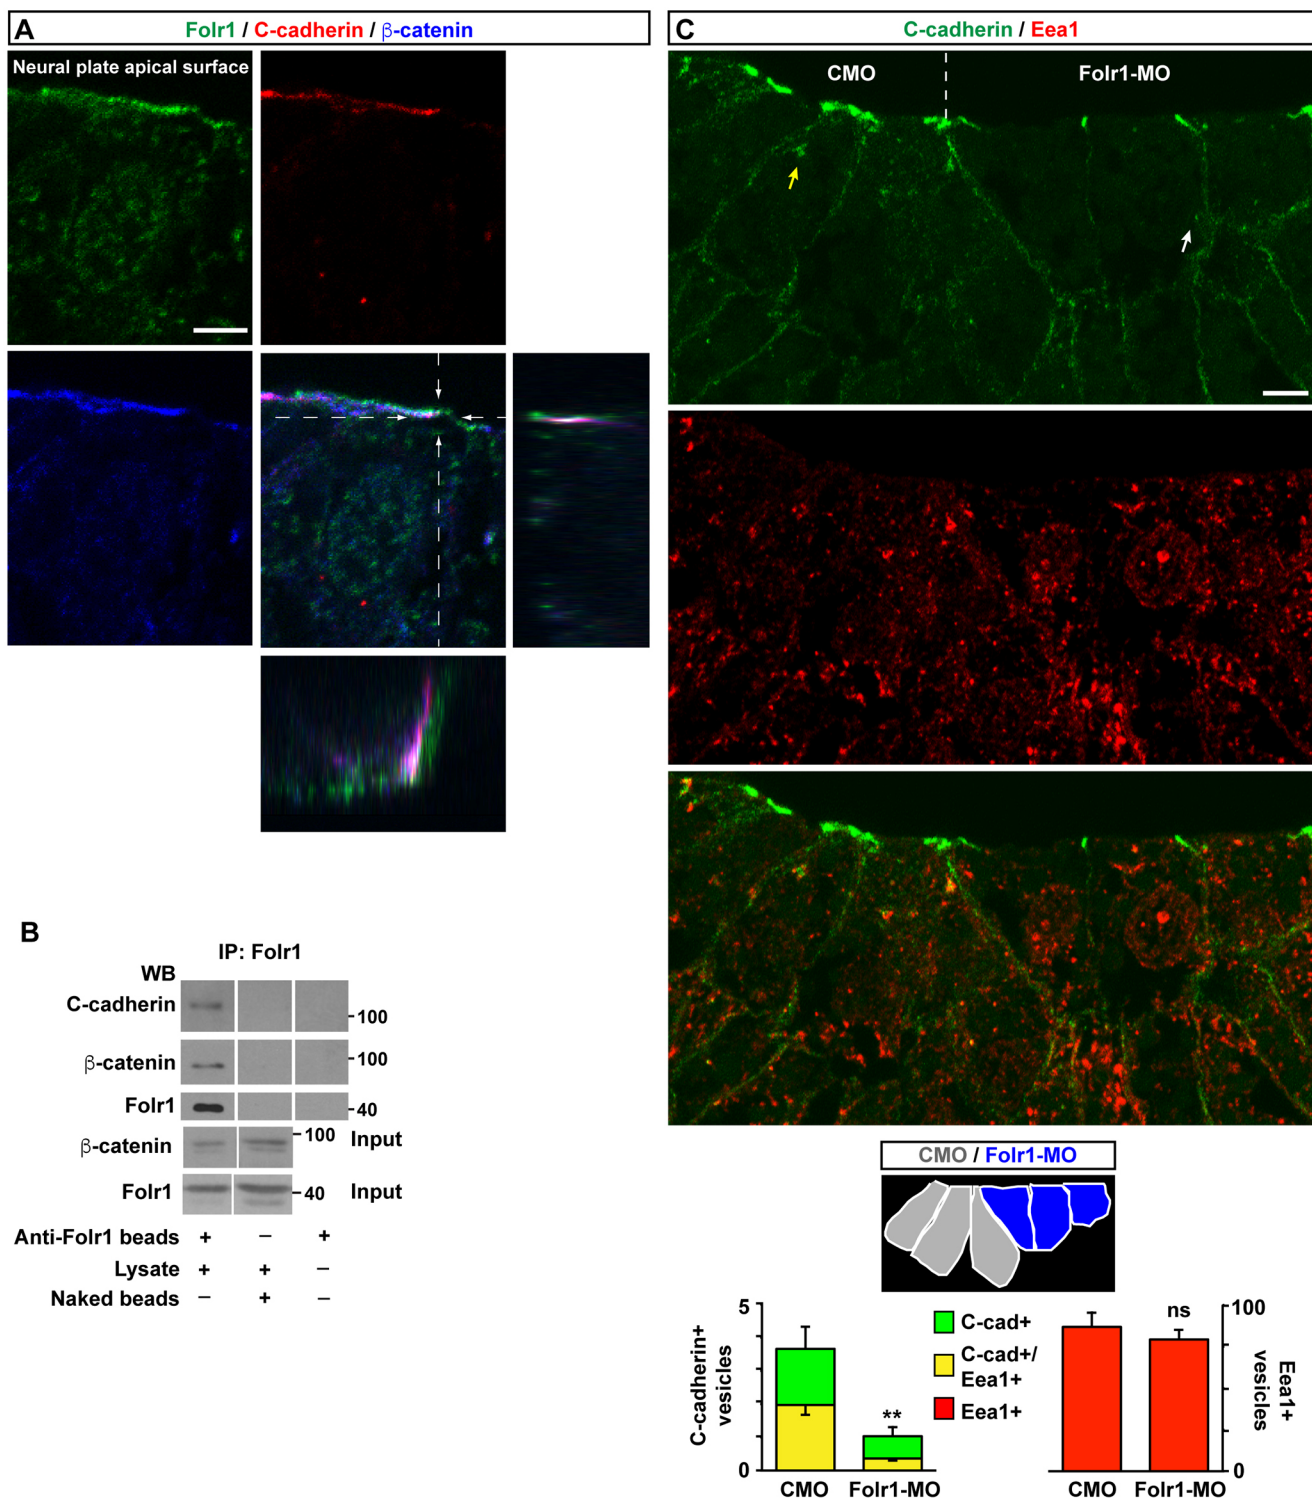 A
Folr1 / C-cadherin / β-catenin
Neural plate apical surface
B
IP: Folr1
WB
C-cadherin
100
β-catenin
100
Folr1
40
β-catenin
100
Input
Folr1
40
Input
Anti-Folr1 beads + – +
Lysate + + –
Naked beads – + –
C
C-cadherin / Eea1
CMO
Folr1-MO
CMO / Folr1-MO
C-cadherin+
vesicles
5
0
**
CMO
Folr1-MO
C-cad+
C-cad+/
Eea1+
Eea1+
ns
100
0
Eea1+
vesicles
CMO
Folr1-MO